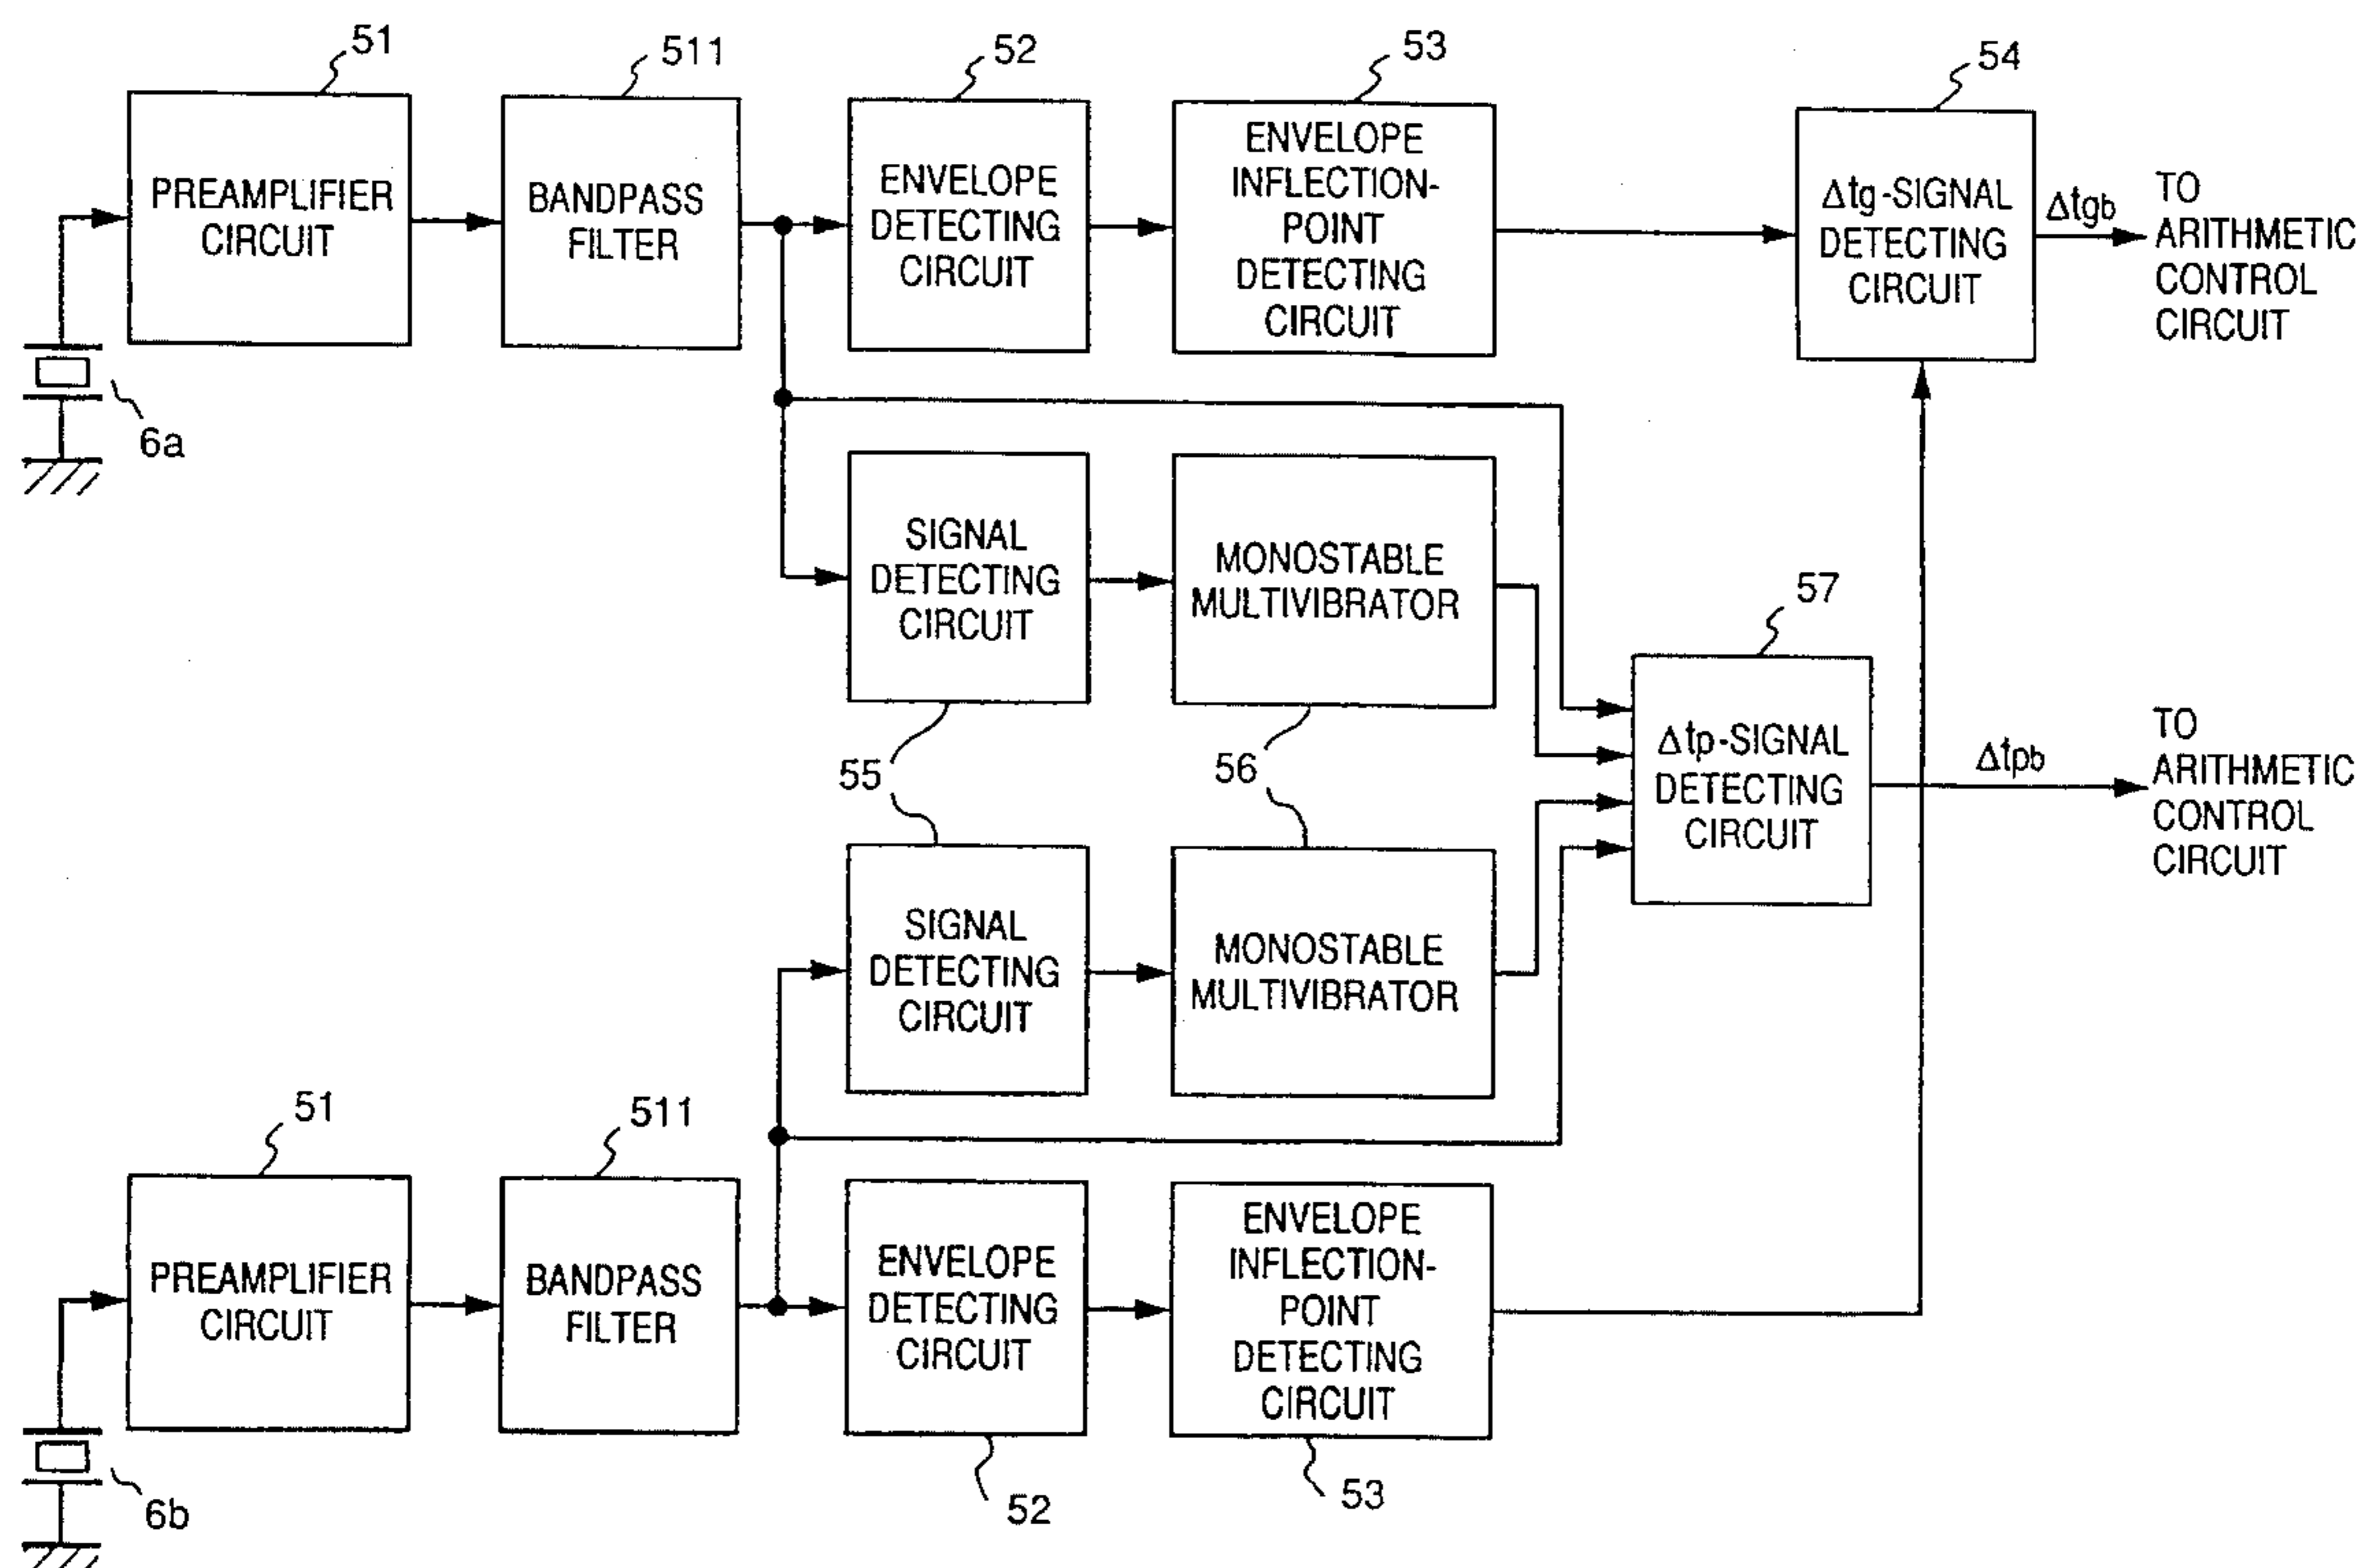 51
511
52
53
54
PREAMPLIFIER
CIRCUIT
BANDPASS
FILTER
ENVELOPE
DETECTING
CIRCUIT
ENVELOPE
INFLECTION-
POINT
DETECTING
CIRCUIT
Δtg-SIGNAL
DETECTING
CIRCUIT
Δtgb
TO
ARITHMETIC
CONTROL
CIRCUIT
6a
SIGNAL
DETECTING
CIRCUIT
MONOSTABLE
MULTIVIBRATOR
57
55
56
Δtp-SIGNAL
DETECTING
CIRCUIT
Δtpb
TO
ARITHMETIC
CONTROL
CIRCUIT
SIGNAL
DETECTING
CIRCUIT
MONOSTABLE
MULTIVIBRATOR
51
511
PREAMPLIFIER
CIRCUIT
BANDPASS
FILTER
ENVELOPE
DETECTING
CIRCUIT
ENVELOPE
INFLECTION-
POINT
DETECTING
CIRCUIT
6b
52
53